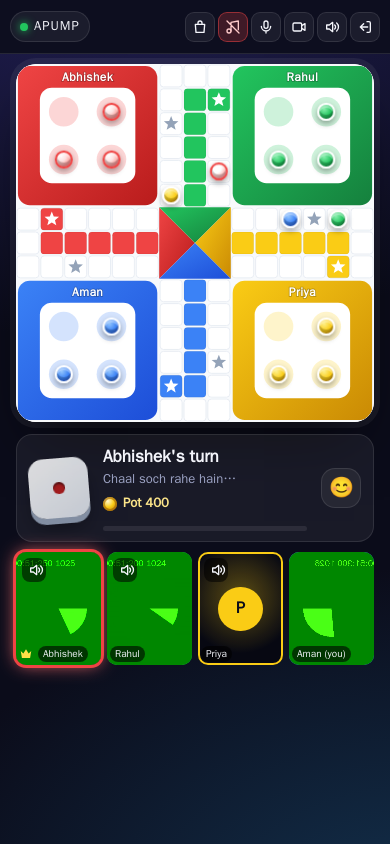 APUMP
Abhishek
Rahul
Aman
Priya
Abhishek's turn
Chaal soch rahe hain···
Pot 400
P
Abhishek
Rahul
Priya
Aman (you)